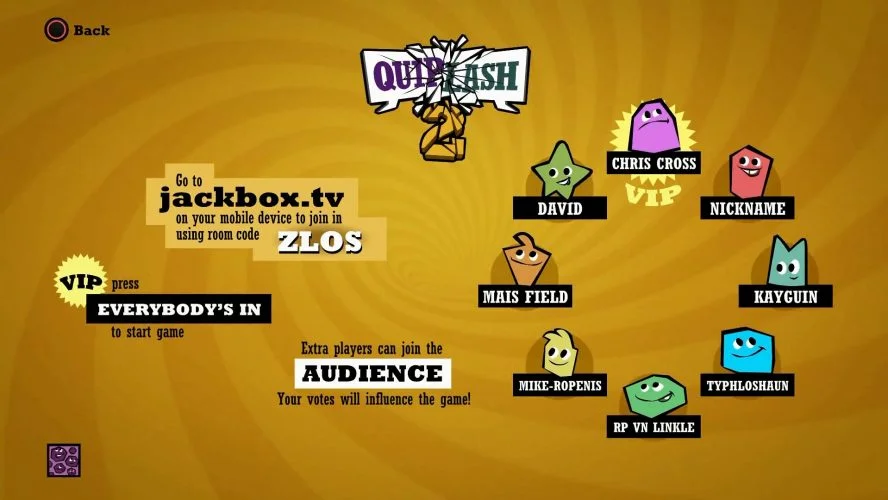 Back
QUIPLASH
2
Go to
jackbox.tv
on your mobile device to join in
using room code ZLOS
VIP press
EVERYBODY'S IN
to start game
Extra players can join the
AUDIENCE
Your votes will influence the game!
CHRIS CROSS
VIP
DAVID
NICKNAME
MAIS FIELD
KAYGUIN
MIKE-ROPENIS
TYPHLOSHAUN
RP VN LINKLE